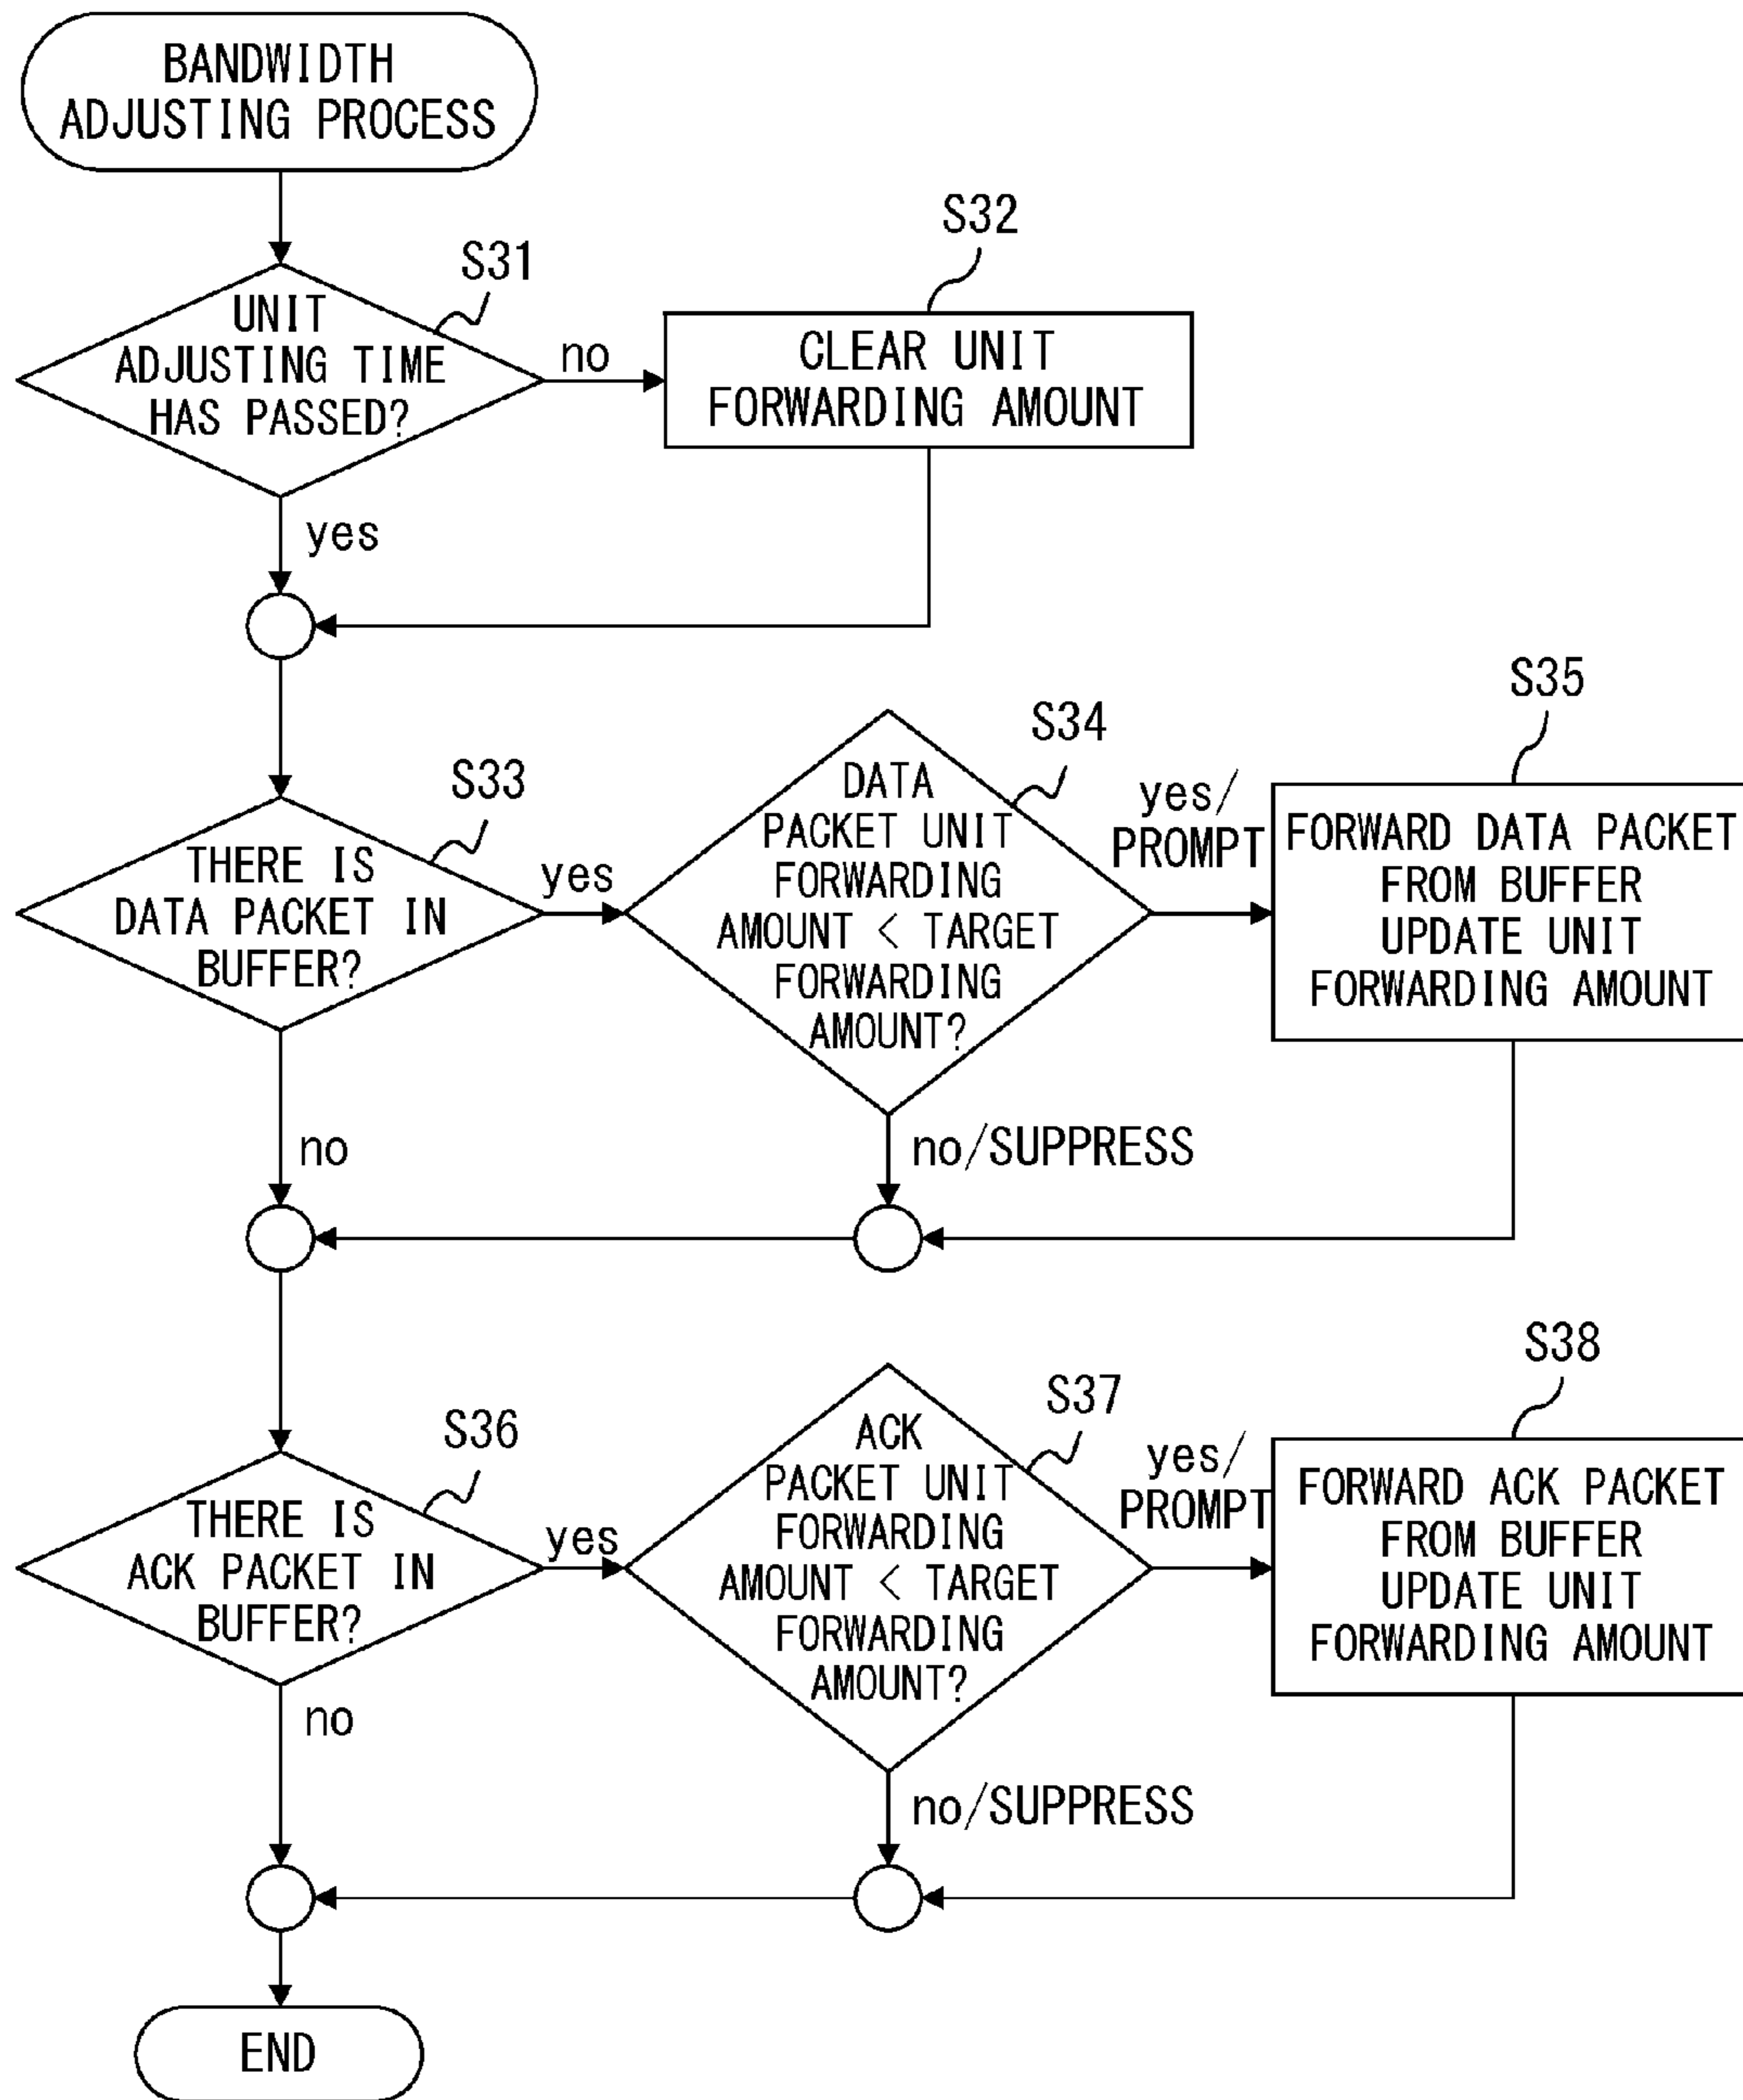 BANDWIDTH
ADJUSTING PROCESS
S31
UNIT
ADJUSTING TIME
HAS PASSED?
no
S32
CLEAR UNIT
FORWARDING AMOUNT
yes
S33
THERE IS
DATA PACKET IN
BUFFER?
yes
S34
DATA
PACKET UNIT
FORWARDING
AMOUNT < TARGET
FORWARDING
AMOUNT?
yes/
PROMPT
S35
FORWARD DATA PACKET
FROM BUFFER
UPDATE UNIT
FORWARDING AMOUNT
no
no/SUPPRESS
S36
THERE IS
ACK PACKET IN
BUFFER?
yes
S37
ACK
PACKET UNIT
FORWARDING
AMOUNT < TARGET
FORWARDING
AMOUNT?
yes/
PROMPT
S38
FORWARD ACK PACKET
FROM BUFFER
UPDATE UNIT
FORWARDING AMOUNT
no
no/SUPPRESS
END